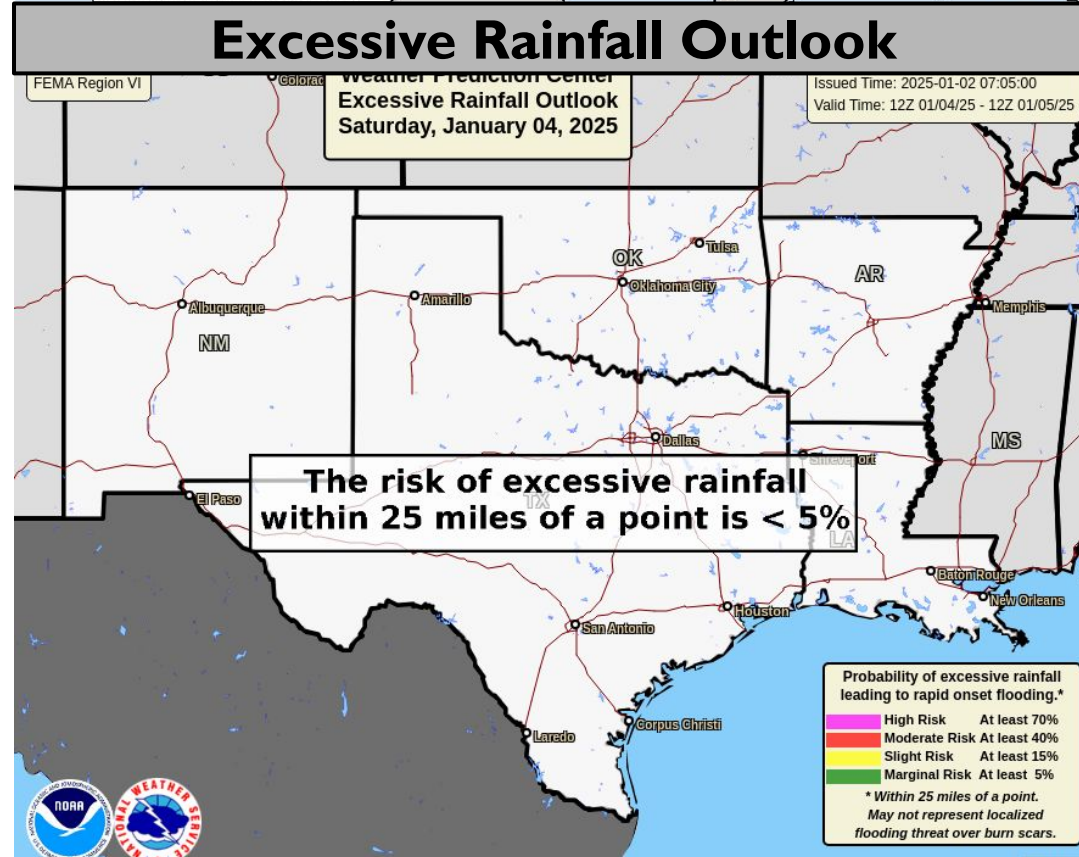 Excessive Rainfall Outlook
FEMA Region VI
Weather Prediction Center
Excessive Rainfall Outlook
Saturday, January 04, 2025
Issued Time: 2025-01-02 07:05:00
Valid Time: 12Z 01/04/25 - 12Z 01/05/25
Colorad
Tulsa
OK
Oklahoma City
AR
Albuquerque
Amarillo
Memphis
NM
Dallas
MS
Shreveport
The risk of excessive rainfall
within 25 miles of a point is < 5%
TX
El Paso
LA
Baton Rouge
New Orleans
Houston
San Antonio
Corpus Christi
Laredo
Probability of excessive rainfall
leading to rapid onset flooding.*
High Risk At least 70%
Moderate Risk At least 40%
Slight Risk At least 15%
Marginal Risk At least 5%
* Within 25 miles of a point.
May not represent localized
flooding threat over burn scars.
NOAA
NATIONAL WEATHER SERVICE